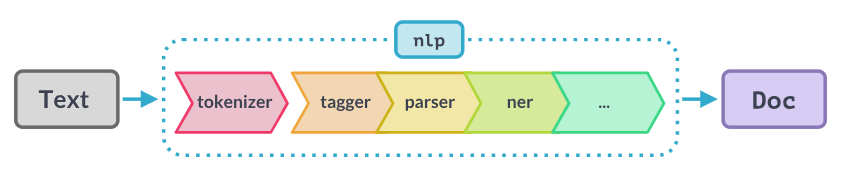 nlp
Text
tokenizer
tagger
parser
ner
...
Doc